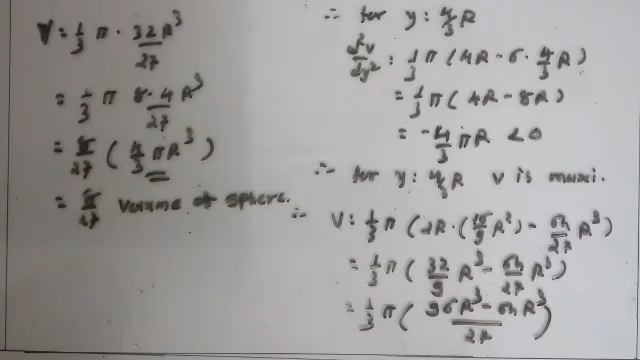 V = 1/3 π · 32R³/27
= 1/3 π 8·4R³/27
= 8/27 (4/3 πR³)
= 8/27 volume of sphere.
∴ for y : 4/3 R
d²v/dy² : 1/3 π (4R - 6 · 4/3 R)
= 1/3 π (4R - 8R)
= -4/3 πR < 0
∴ for y : 4/3 R v is maxi.
∴ V : 1/3 π (2R · (16/9 R²) - 64/27 R³)
= 1/3 π (32/9 R³ - 64/27 R³)
= 1/3 π (96R³ - 64R³/27)